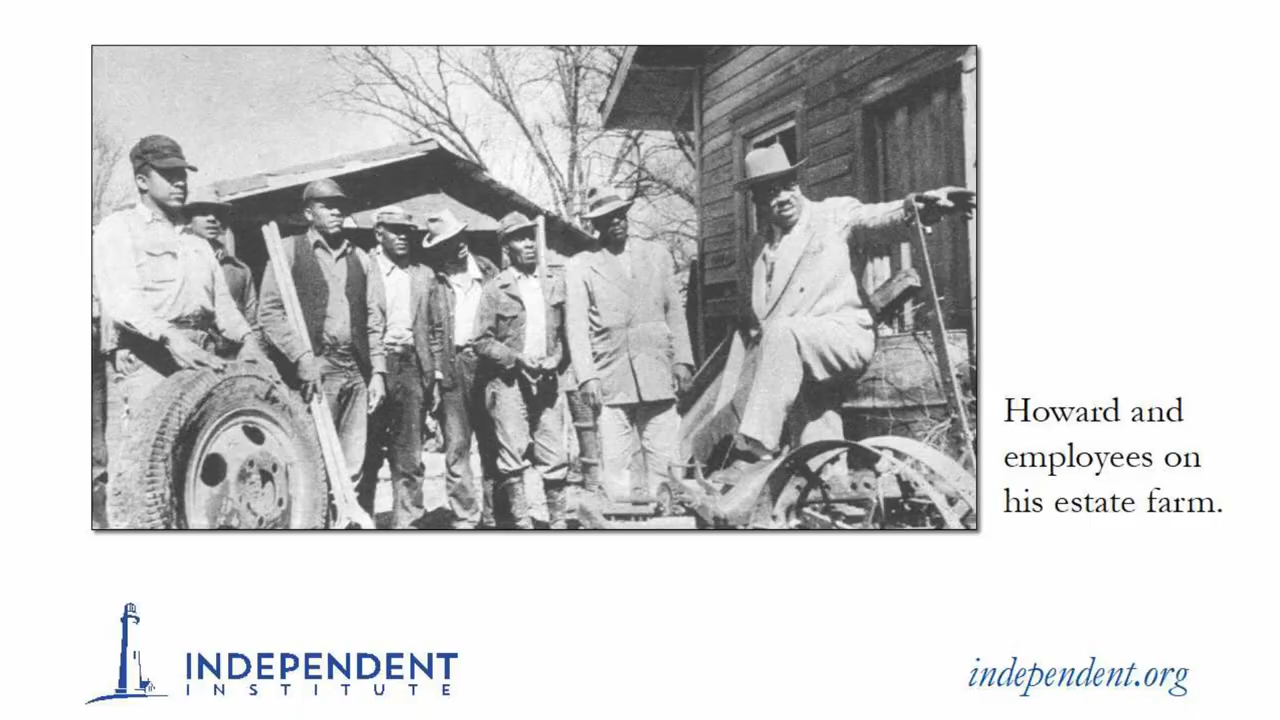 Howard and
employees on
his estate farm.
INDEPENDENT
INSTITUTE
independent.org